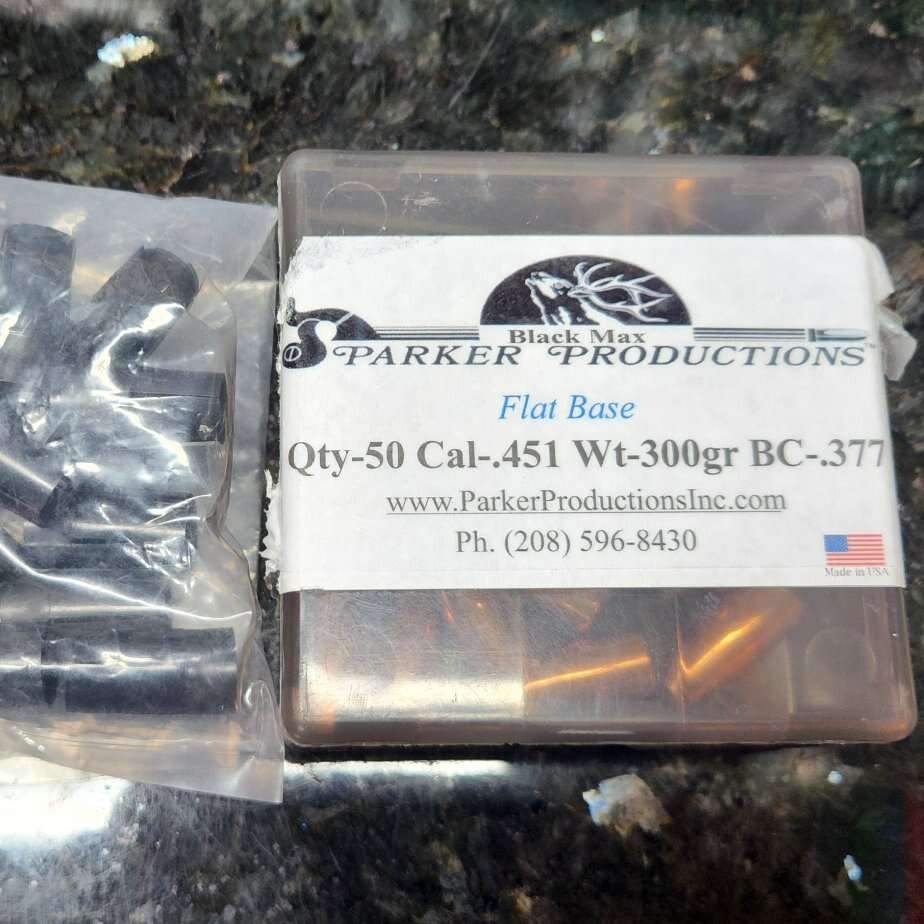 Black Max
PARKER PRODUCTIONS™
Flat Base
Qty-50 Cal-.451 Wt-300gr BC-.377
www.ParkerProductionsInc.com
Ph. (208) 596-8430
Made in USA